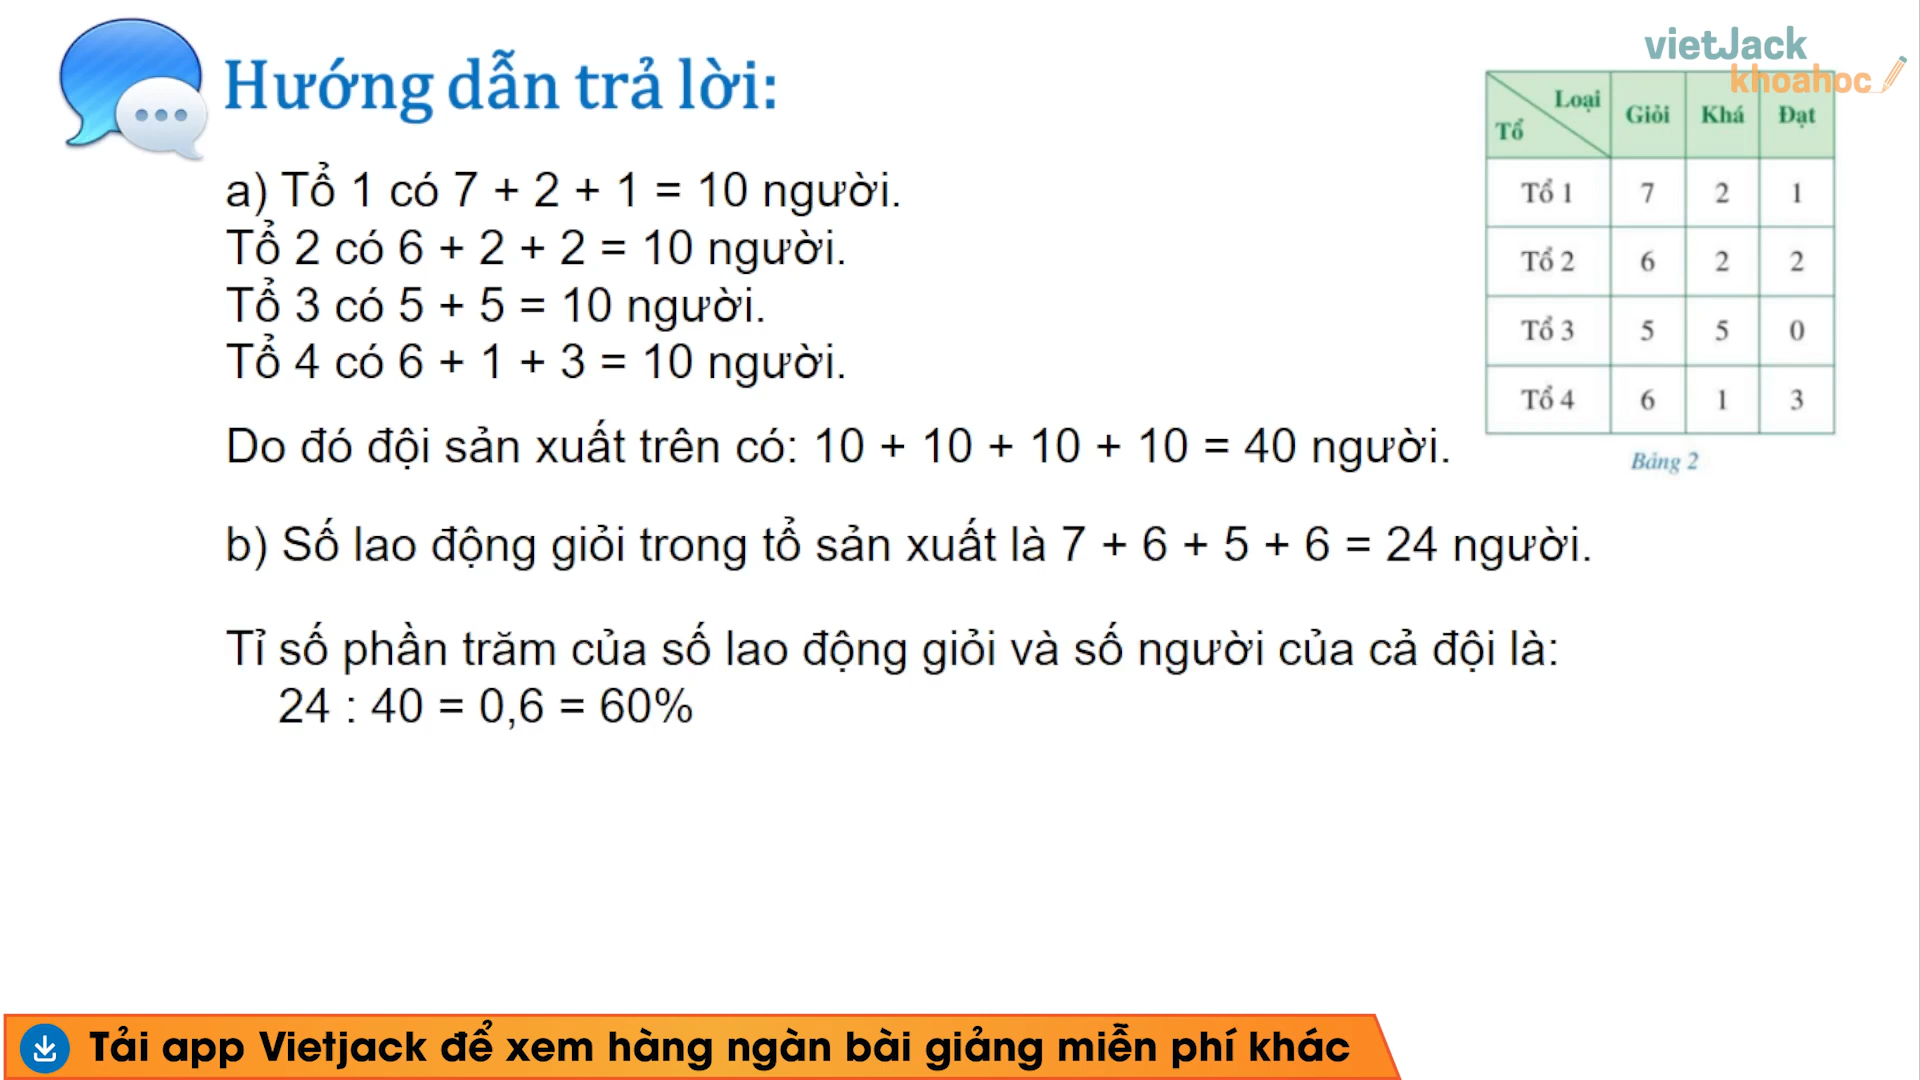 vietJack
khoahoc
Hướng dẫn trả lời:
Loại
Tổ
Giỏi Khá Đạt
Tổ 1 7 2 1
Tổ 2 6 2 2
Tổ 3 5 5 0
Tổ 4 6 1 3
Bảng 2
a) Tổ 1 có 7 + 2 + 1 = 10 người.
Tổ 2 có 6 + 2 + 2 = 10 người.
Tổ 3 có 5 + 5 = 10 người.
Tổ 4 có 6 + 1 + 3 = 10 người.
Do đó đội sản xuất trên có: 10 + 10 + 10 + 10 = 40 người.
b) Số lao động giỏi trong tổ sản xuất là 7 + 6 + 5 + 6 = 24 người.
Tỉ số phần trăm của số lao động giỏi và số người của cả đội là:
24 : 40 = 0,6 = 60%
Tải app Vietjack để xem hàng ngàn bài giảng miễn phí khác